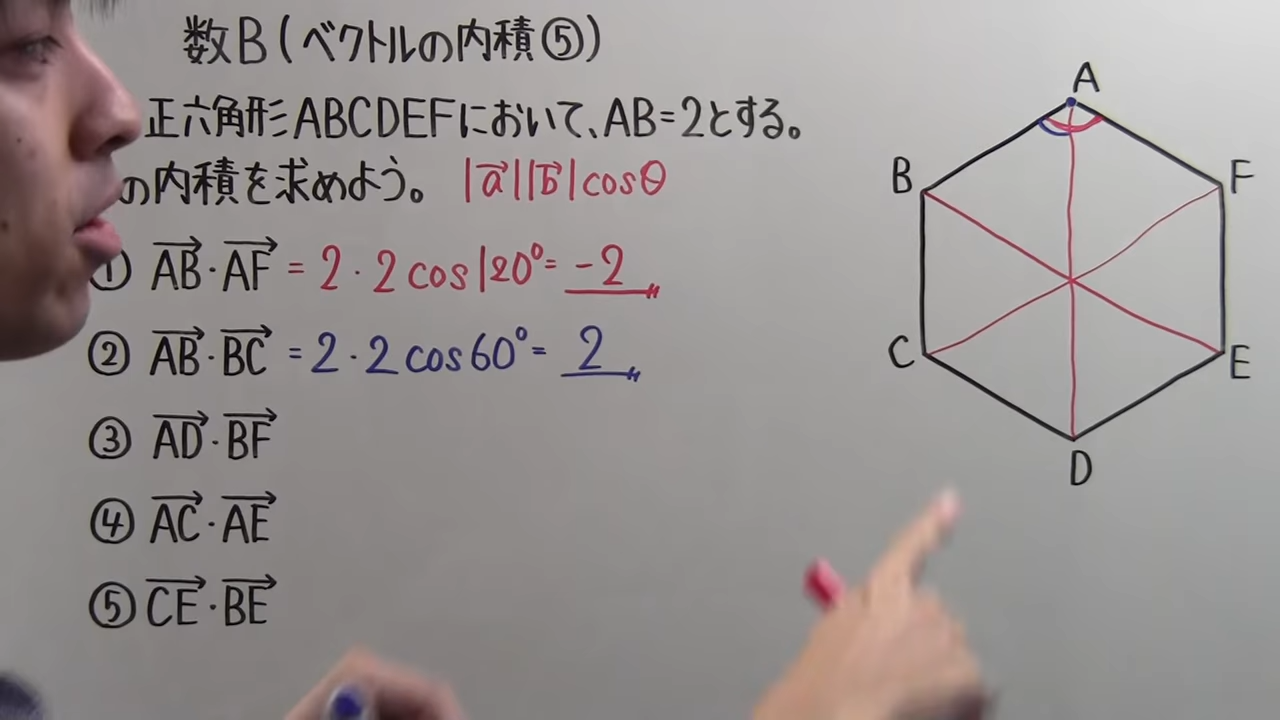 数B(ベクトルの内積⑤)
正六角形ABCDEFにおいて、AB=2とする。
の内積を求めよう。 |a→||b→|cosθ
① AB→・AF→ = 2・2cos120°= -2
② AB→・BC→ = 2・2cos60°= 2
③ AD→・BF→
④ AC→・AE→
⑤ CE→・BE→
A
B
F
C
E
D